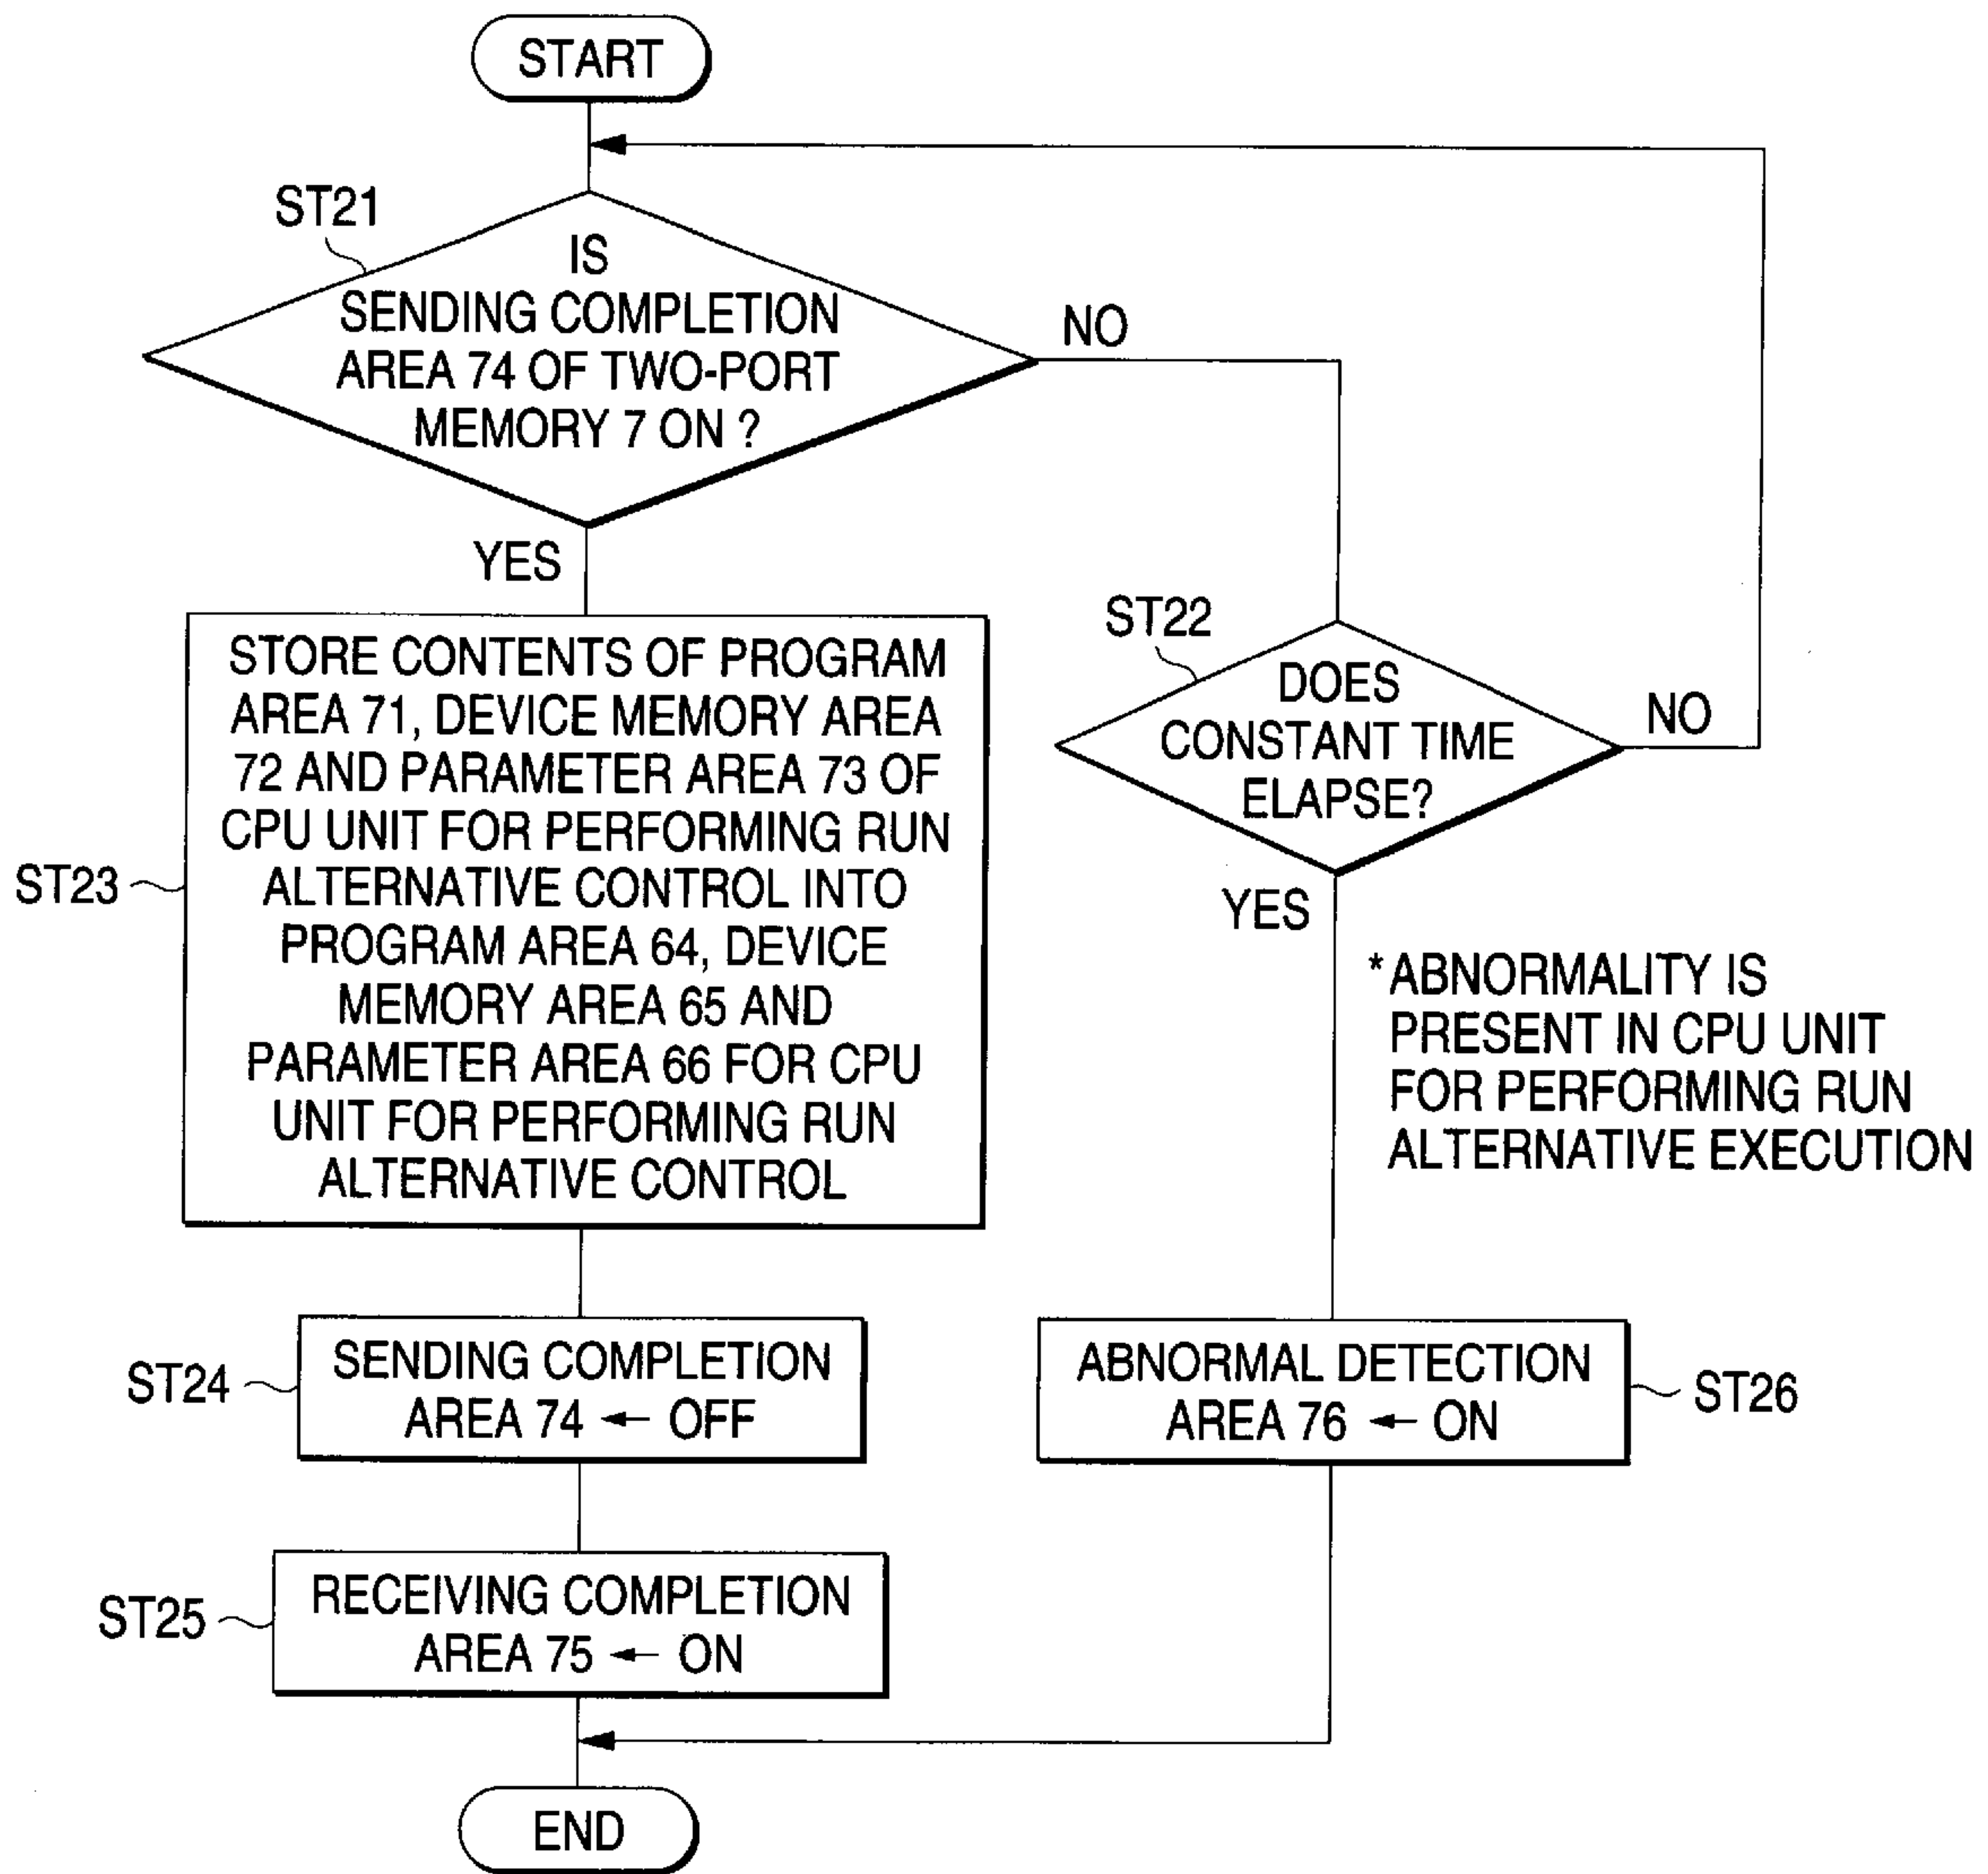 START
ST21
IS
SENDING COMPLETION
AREA 74 OF TWO-PORT
MEMORY 7 ON ?
NO
YES
ST22
DOES
CONSTANT TIME
ELAPSE?
NO
YES
ST23
STORE CONTENTS OF PROGRAM
AREA 71, DEVICE MEMORY AREA
72 AND PARAMETER AREA 73 OF
CPU UNIT FOR PERFORMING RUN
ALTERNATIVE CONTROL INTO
PROGRAM AREA 64, DEVICE
MEMORY AREA 65 AND
PARAMETER AREA 66 FOR CPU
UNIT FOR PERFORMING RUN
ALTERNATIVE CONTROL
*ABNORMALITY IS
PRESENT IN CPU UNIT
FOR PERFORMING RUN
ALTERNATIVE EXECUTION
ST24
SENDING COMPLETION
AREA 74 ← OFF
ABNORMAL DETECTION
AREA 76 ← ON
ST26
ST25
RECEIVING COMPLETION
AREA 75 ← ON
END